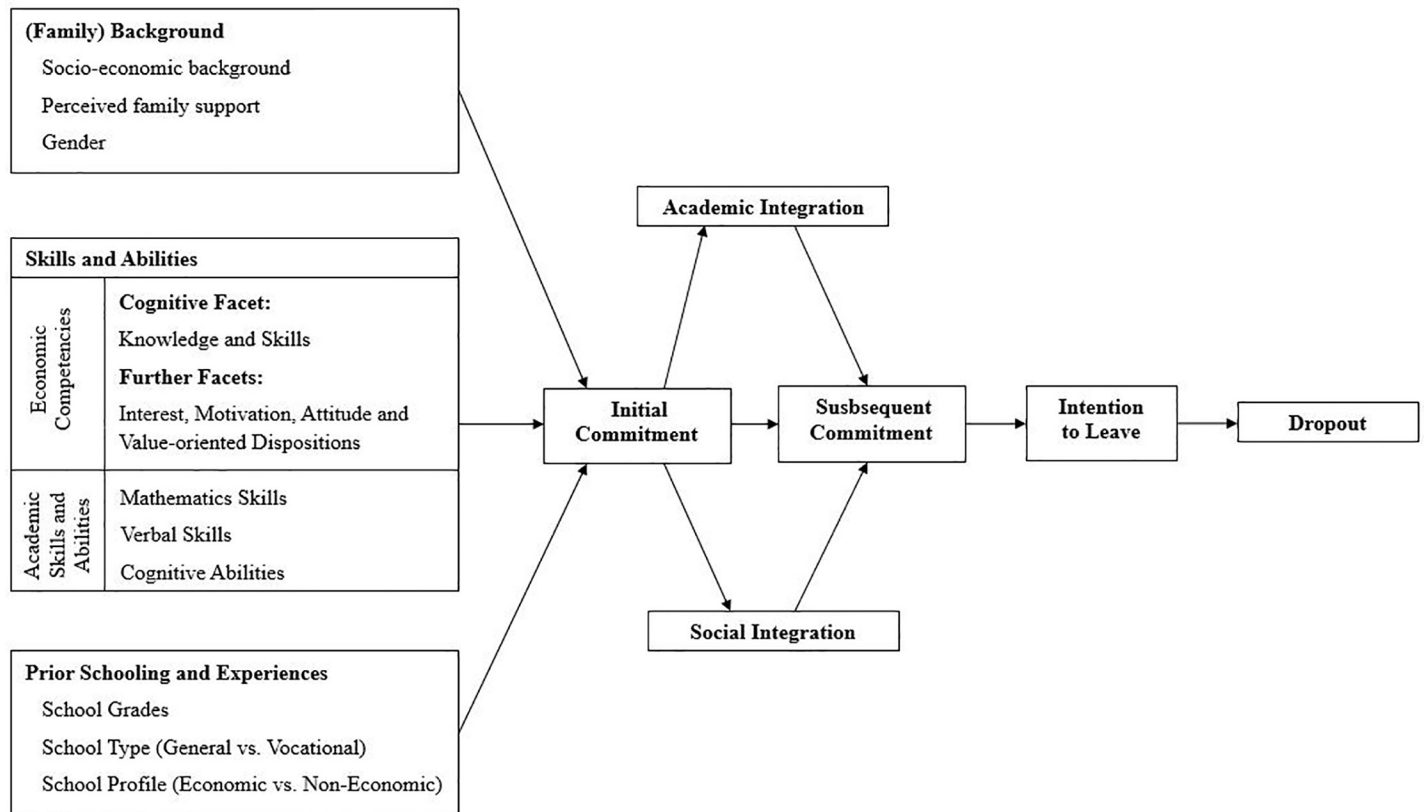 (Family) Background
Socio-economic background
Perceived family support
Gender
Skills and Abilities
Economic
Competencies
Cognitive Facet:
Knowledge and Skills
Further Facets:
Interest, Motivation, Attitude and
Value-oriented Dispositions
Academic
Skills and
Abilities
Mathematics Skills
Verbal Skills
Cognitive Abilities
Prior Schooling and Experiences
School Grades
School Type (General vs. Vocational)
School Profile (Economic vs. Non-Economic)
Initial
Commitment
Academic Integration
Social Integration
Susbsequent
Commitment
Intention
to Leave
Dropout